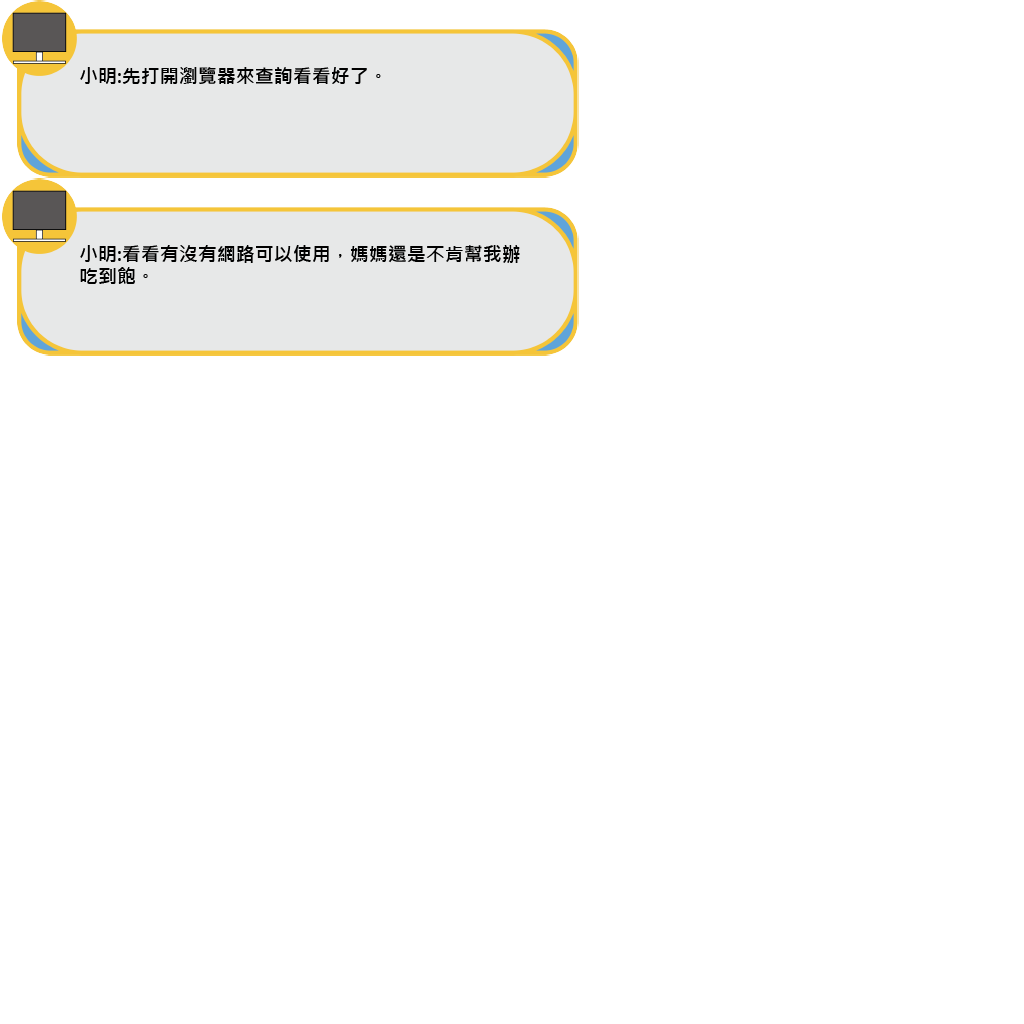 小明:先打開瀏覽器來查詢看看好了。
小明:看看有沒有網路可以使用，媽媽還是不肯幫我辦
吃到飽。